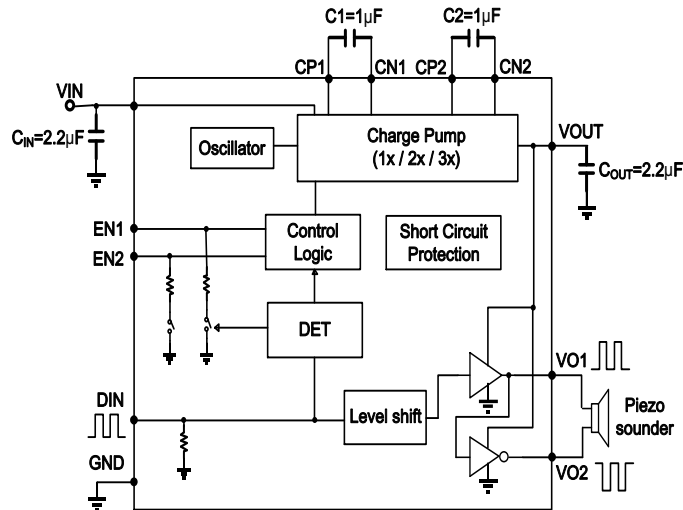 C1=1μF
C2=1μF
CP1
CN1
CP2
CN2
VIN
CIN=2.2μF
Oscillator
Charge Pump
(1x / 2x / 3x)
VOUT
COUT=2.2μF
EN1
EN2
Control
Logic
Short Circuit
Protection
DET
VO1
DIN
Level shift
Piezo
sounder
GND
VO2